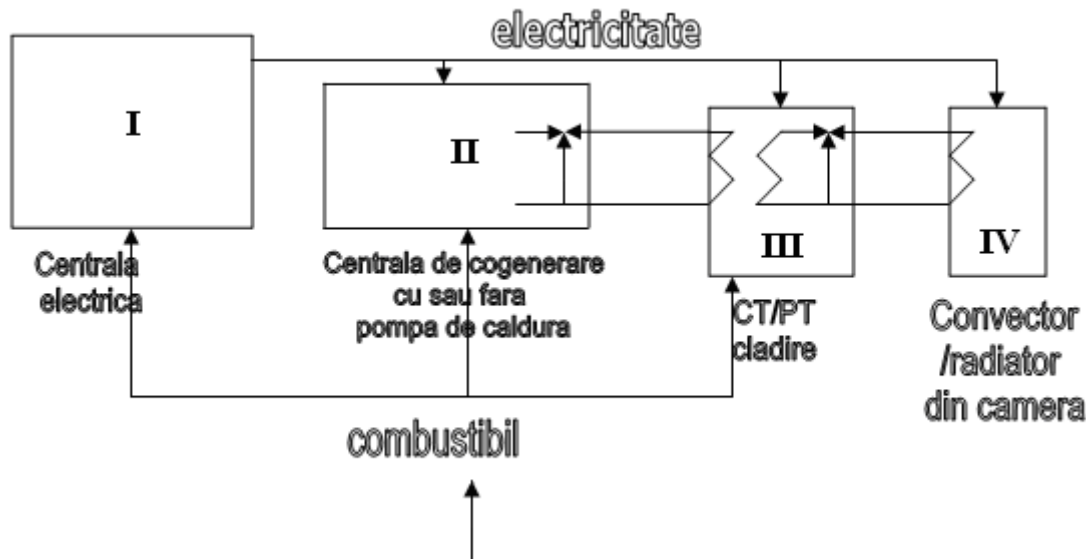 electricitate
I
II
III
IV
Centrala
electrica
Centrala de cogenerare
cu sau fara
pompa de caldura
CT/PT
cladire
Convector
/radiator
din camera
combustibil